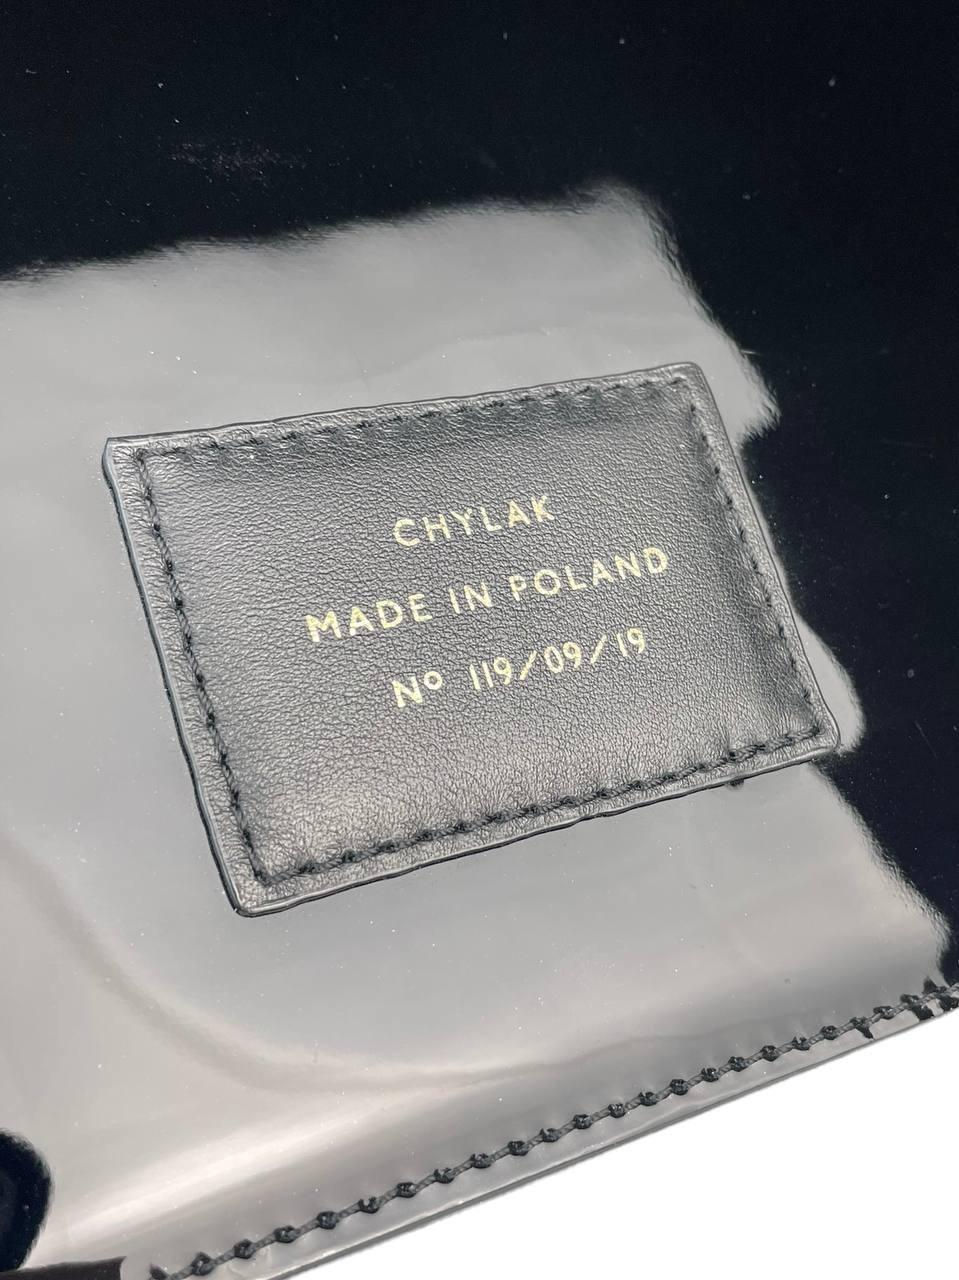 CHYLAK
MADE IN POLAND
Nº 119/09/19